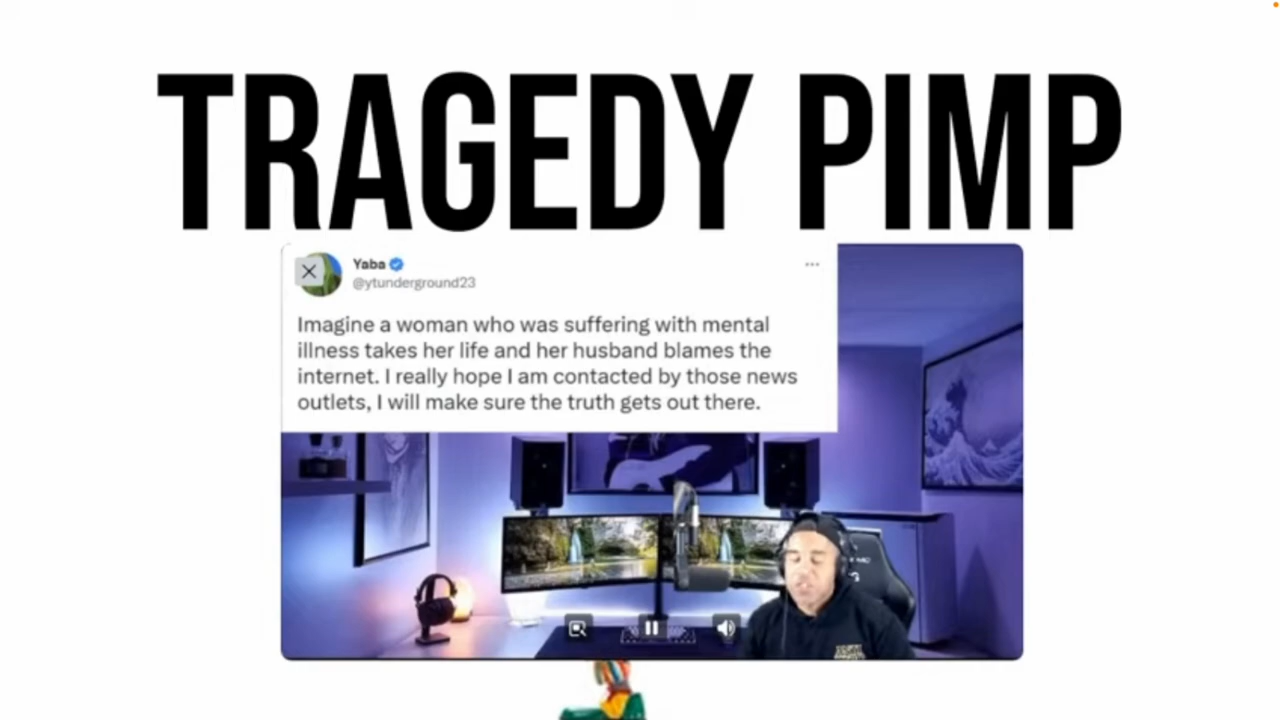 TRAGEDY PIMP
Yaba
@ytunderground23
Imagine a woman who was suffering with mental
illness takes her life and her husband blames the
internet. I really hope I am contacted by those news
outlets, I will make sure the truth gets out there.